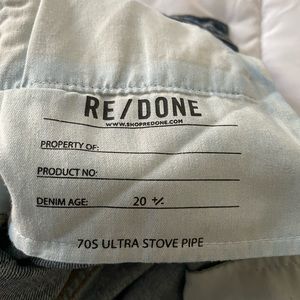 RE/DONE
WWW.SHOPREDONE.COM
PROPERTY OF:
PRODUCT NO:
DENIM AGE: 20 +/-
70S ULTRA STOVE PIPE